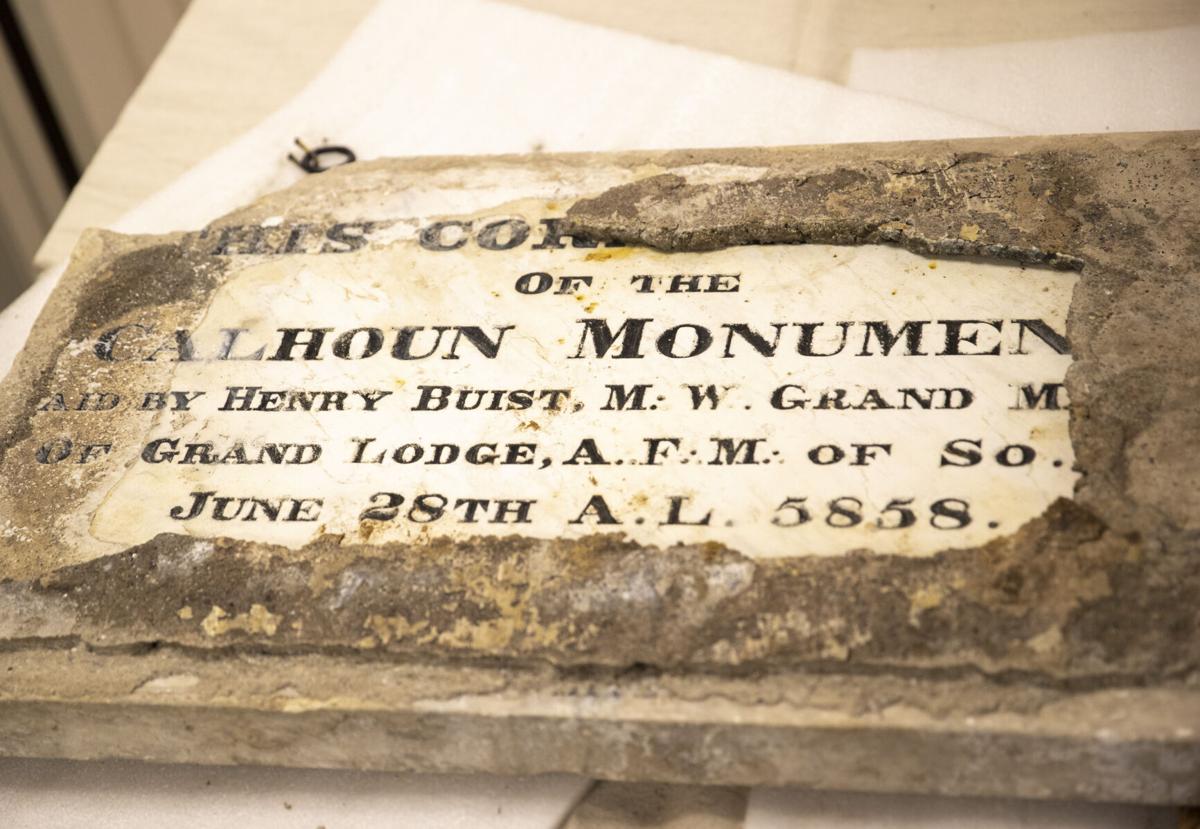 HIS COR
OF THE
CALHOUN MONUMEN
AID BY HENRY BUIST, M. W. GRAND M.
OF GRAND LODGE, A. F. M. OF SO.
JUNE 28TH A. L. 5858.